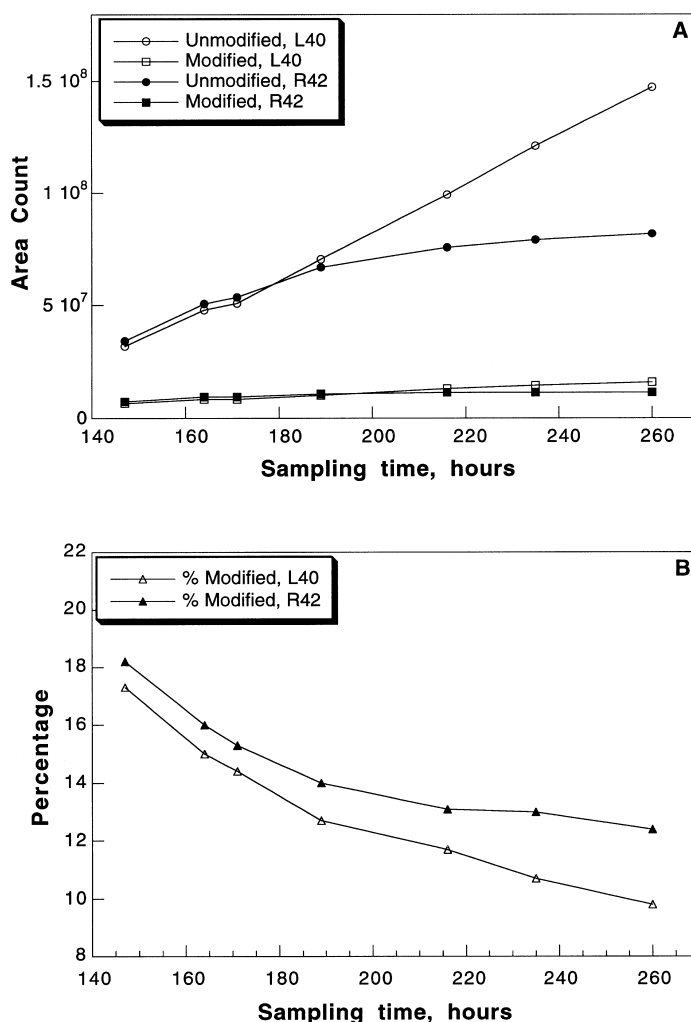 A
Unmodified, L40
Modified, L40
Unmodified, R42
Modified, R42
1.5 10⁸
1 10⁸
5 10⁷
0
Area Count
140 160 180 200 220 240 260
Sampling time, hours
B
% Modified, L40
% Modified, R42
22
20
18
16
14
12
10
8
Percentage
140 160 180 200 220 240 260
Sampling time, hours